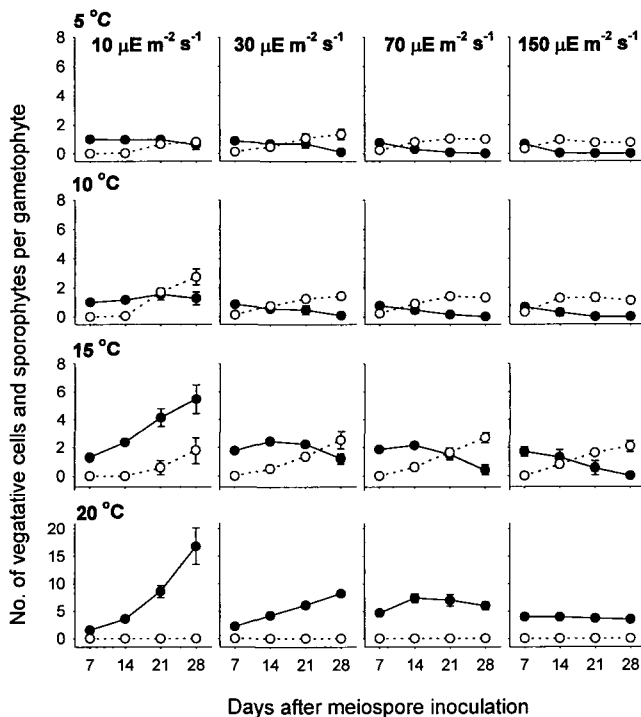 5 °C
10 µE m⁻² s⁻¹ 30 µE m⁻² s⁻¹ 70 µE m⁻² s⁻¹ 150 µE m⁻² s⁻¹
8
6
4
2
0
10 °C
8
6
4
2
0
15 °C
8
6
4
2
0
20 °C
20
15
10
5
0
7 14 21 28 7 14 21 28 7 14 21 28 7 14 21 28
No. of vegatative cells and sporophytes per gametophyte
Days after meiospore inoculation